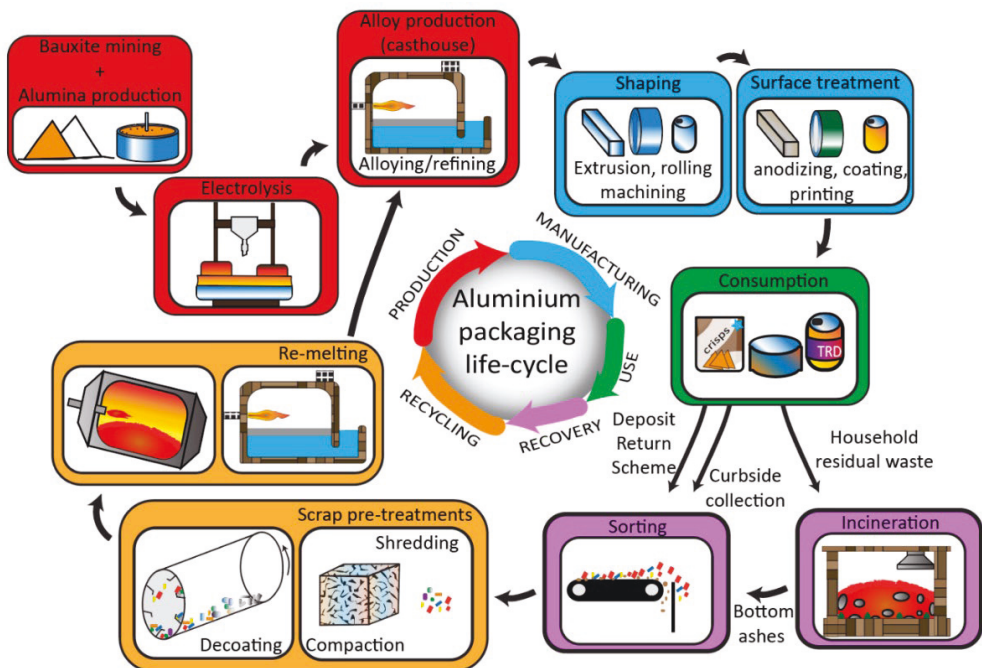 Bauxite mining
+
Alumina production
Electrolysis
Alloy production
(casthouse)
Alloying/refining
Shaping
Extrusion, rolling
machining
Surface treatment
anodizing, coating,
printing
PRODUCTION
MANUFACTURING
USE
RECOVERY
RECYCLING
Aluminium
packaging
life-cycle
Consumption
crisps
TRD
Deposit
Return
Scheme
Curbside
collection
Household
residual waste
Re-melting
Scrap pre-treatments
Decoating
Shredding
Compaction
Sorting
Bottom
ashes
Incineration